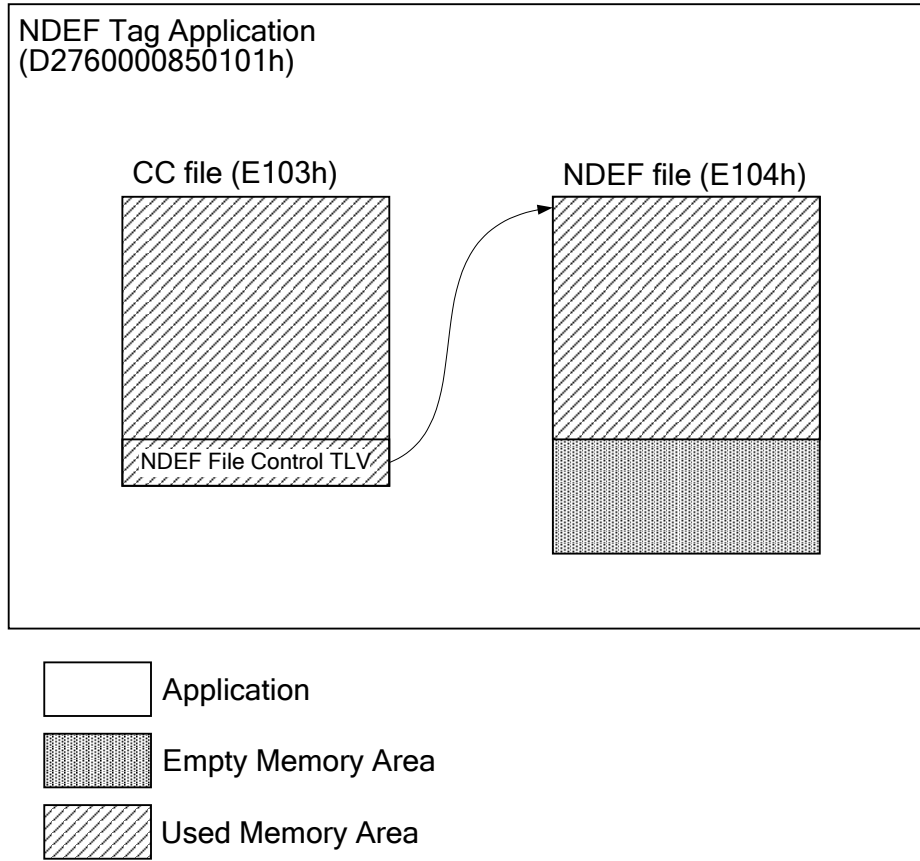 NDEF Tag Application
(D2760000850101h)
CC file (E103h)
NDEF file (E104h)
NDEF File Control TLV
Application
Empty Memory Area
Used Memory Area